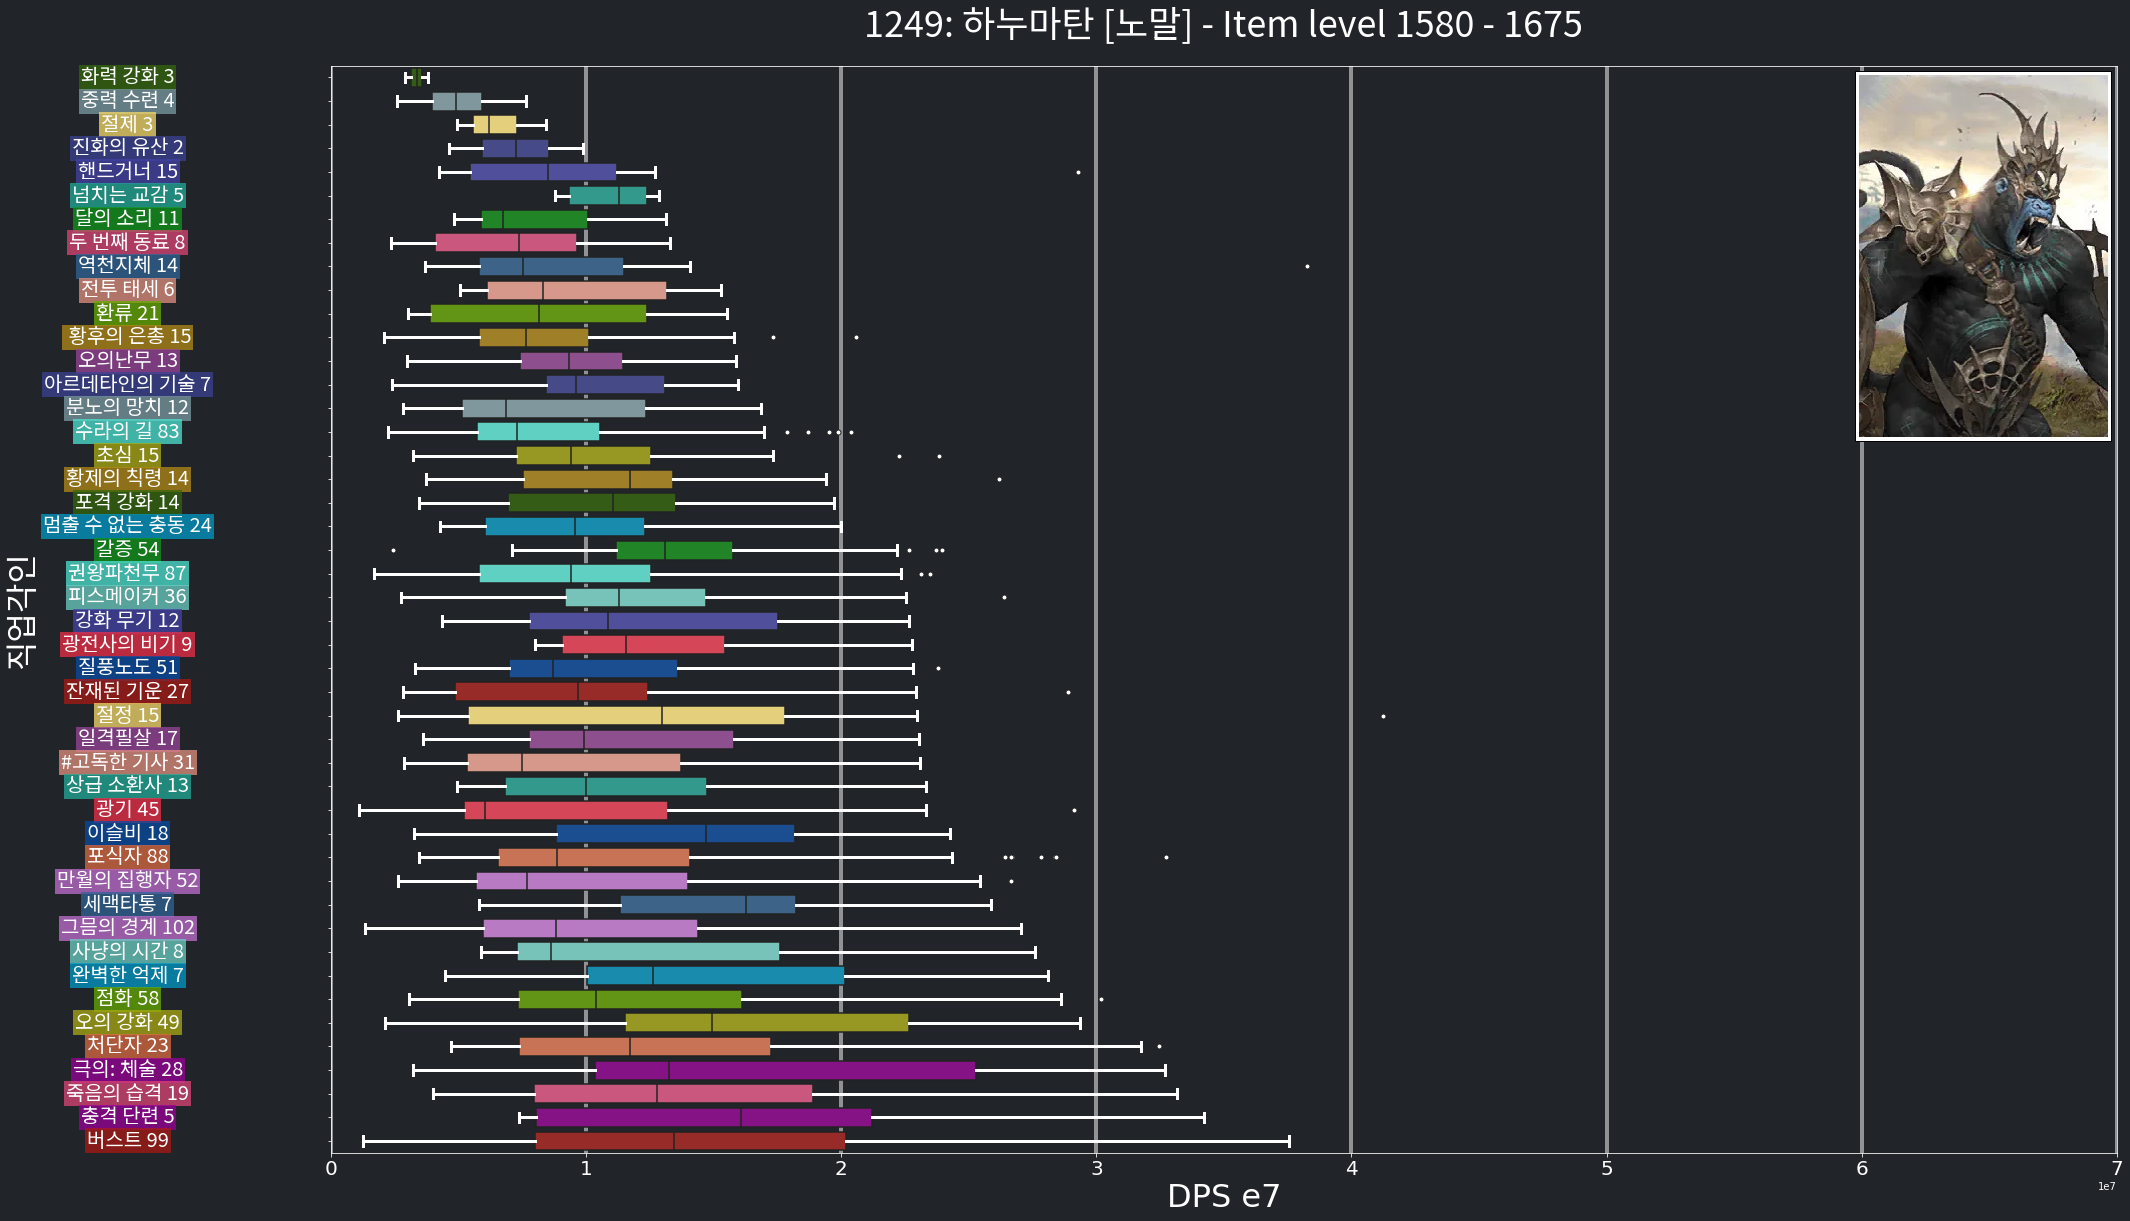 1249: 하누마탄 [노말] - Item level 1580 - 1675
화력 강화 3
중력 수련 4
절제 3
진화의 유산 2
핸드거너 15
넘치는 교감 5
달의 소리 11
두 번째 동료 8
역천지체 14
전투 태세 6
환류 21
황후의 은총 15
오의난무 13
아르데타인의 기술 7
분노의 망치 12
수라의 길 83
초심 15
황제의 칙령 14
포격 강화 14
멈출 수 없는 충동 24
갈증 54
권왕파천무 87
피스메이커 36
강화 무기 12
광전사의 비기 9
질풍노도 51
잔재된 기운 27
절정 15
일격필살 17
#고독한 기사 31
상급 소환사 13
광기 45
이슬비 18
포식자 88
만월의 집행자 52
세맥타통 7
그믐의 경계 102
사냥의 시간 8
완벽한 억제 7
점화 58
오의 강화 49
처단자 23
극의: 체술 28
죽음의 습격 19
충격 단련 5
버스트 99
직업각인
0 1 2 3 4 5 6 7
1e7
DPS e7